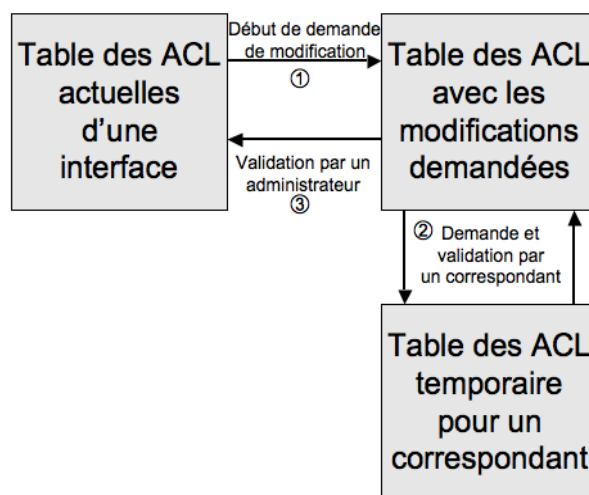 Table des ACL
actuelles
d'une
interface
Début de demande
de modification
①
Validation par un
administrateur
③
Table des ACL
avec les
modifications
demandées
② Demande et
validation par
un correspondant
Table des ACL
temporaire
pour un
correspondant